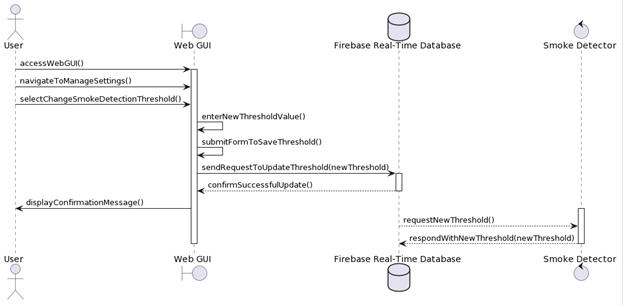 User
Web GUI
Firebase Real-Time Database
Smoke Detector
accessWebGUI()
navigateToManageSettings()
selectChangeSmokeDetectionThreshold()
enterNewThresholdValue()
submitFormToSaveThreshold()
sendRequestToUpdateThreshold(newThreshold)
confirmSuccessfulUpdate()
displayConfirmationMessage()
requestNewThreshold()
respondWithNewThreshold(newThreshold)
User
Web GUI
Firebase Real-Time Database
Smoke Detector